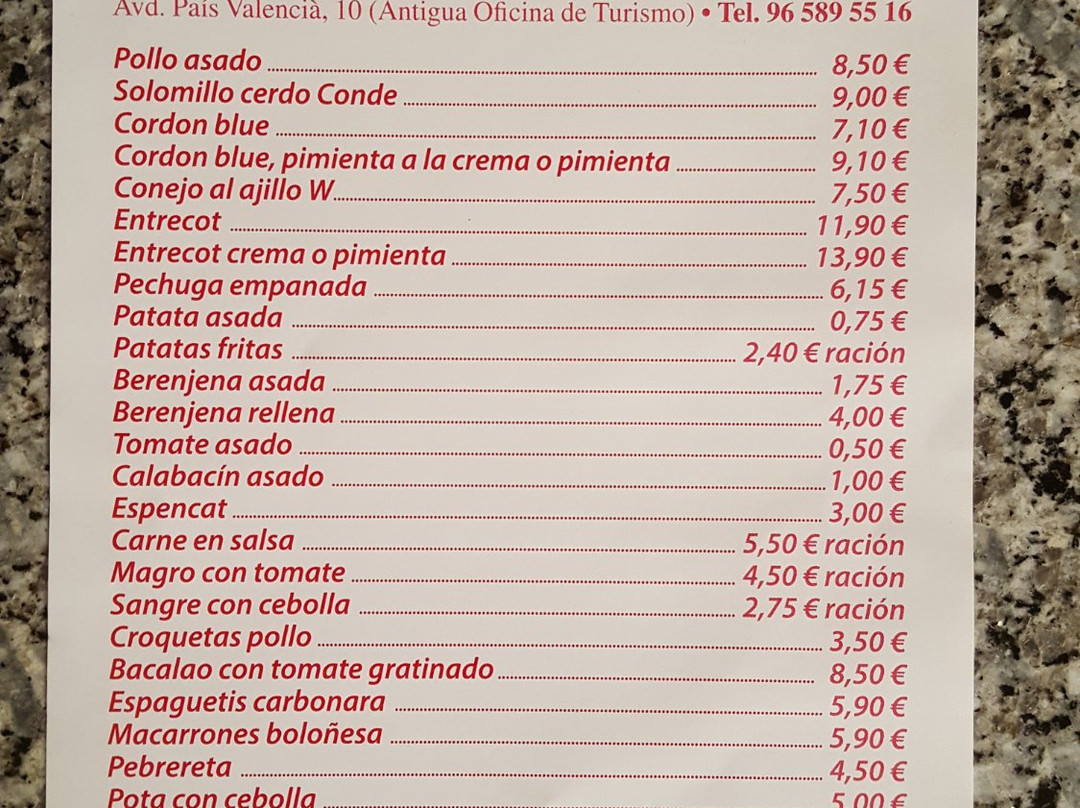 Avd. País Valencià, 10 (Antigua Oficina de Turismo) • Tel. 96 589 55 16
Pollo asado 8,50 €
Solomillo cerdo Conde 9,00 €
Cordon blue 7,10 €
Cordon blue, pimienta a la crema o pimienta 9,10 €
Conejo al ajillo W 7,50 €
Entrecot 11,90 €
Entrecot crema o pimienta 13,90 €
Pechuga empanada 6,15 €
Patata asada 0,75 €
Patatas fritas 2,40 € ración
Berenjena asada 1,75 €
Berenjena rellena 4,00 €
Tomate asado 0,50 €
Calabacín asado 1,00 €
Espencat 3,00 €
Carne en salsa 5,50 € ración
Magro con tomate 4,50 € ración
Sangre con cebolla 2,75 € ración
Croquetas pollo 3,50 €
Bacalao con tomate gratinado 8,50 €
Espaguetis carbonara 5,90 €
Macarrones boloñesa 5,90 €
Pebrereta 4,50 €
Pota con cebolla 5,00 €